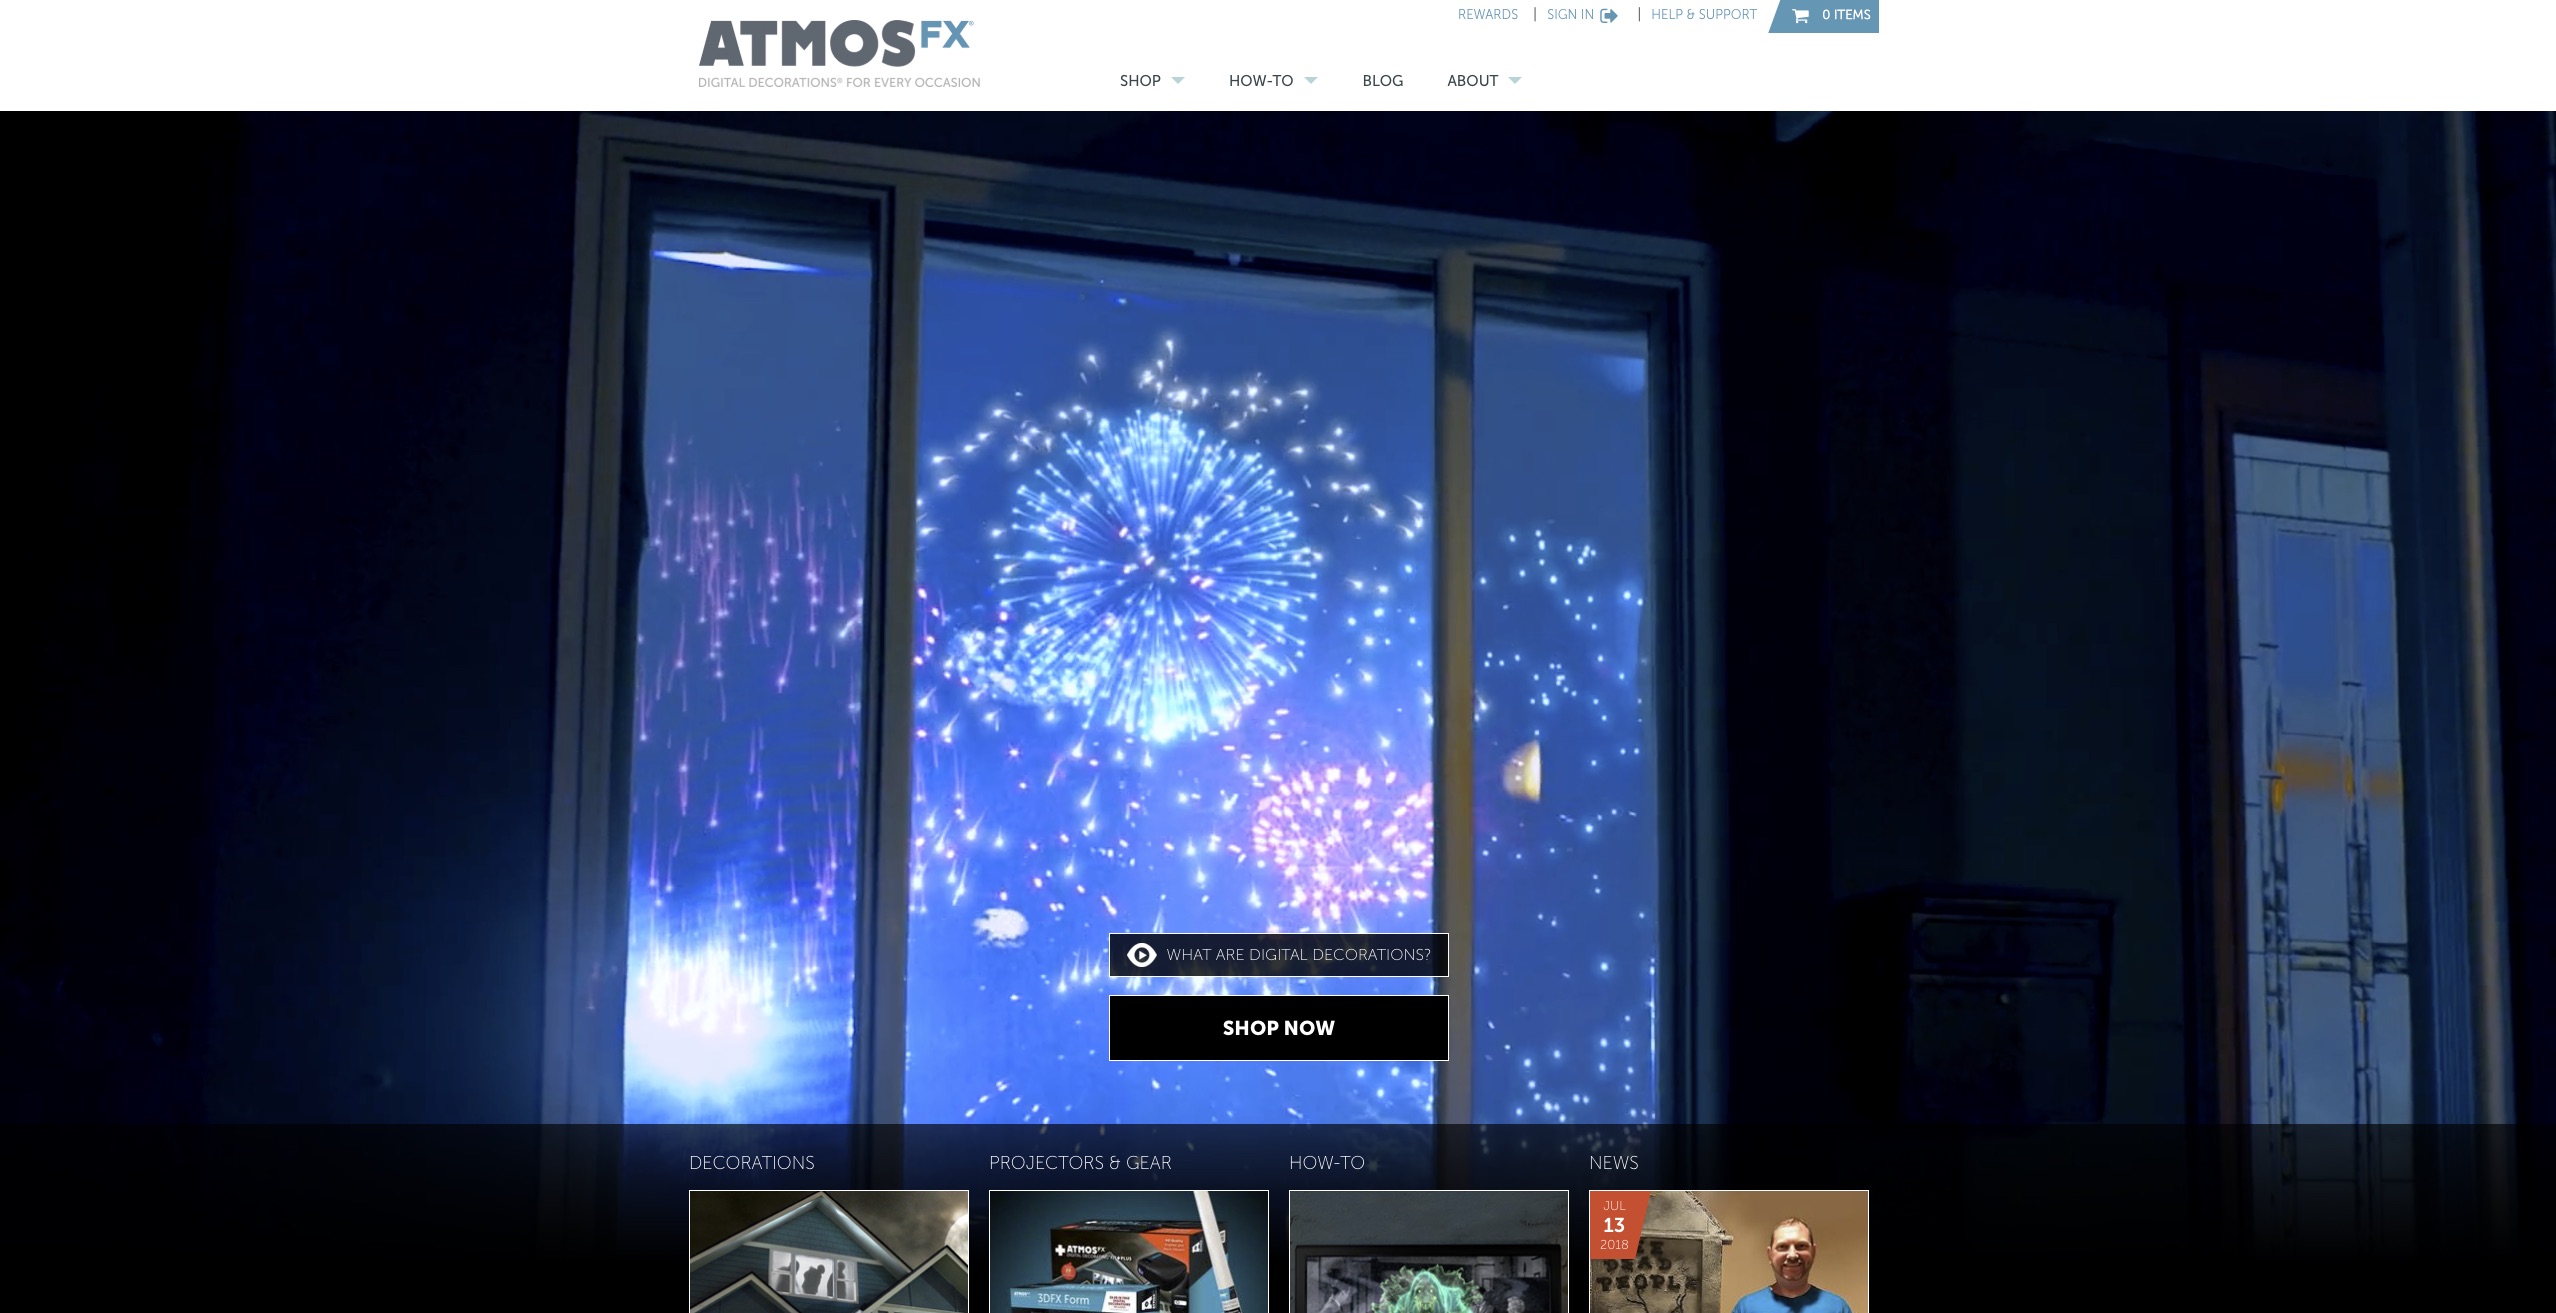 REWARDS | SIGN IN | HELP & SUPPORT 0 ITEMS
ATMOSFX®
DIGITAL DECORATIONS® FOR EVERY OCCASION
SHOP HOW-TO BLOG ABOUT
WHAT ARE DIGITAL DECORATIONS?
SHOP NOW
DECORATIONS PROJECTORS & GEAR HOW-TO NEWS
JUL
13
2018
ATMOSFX
PLUS
3DFX Form
DEAD
PEOPLE